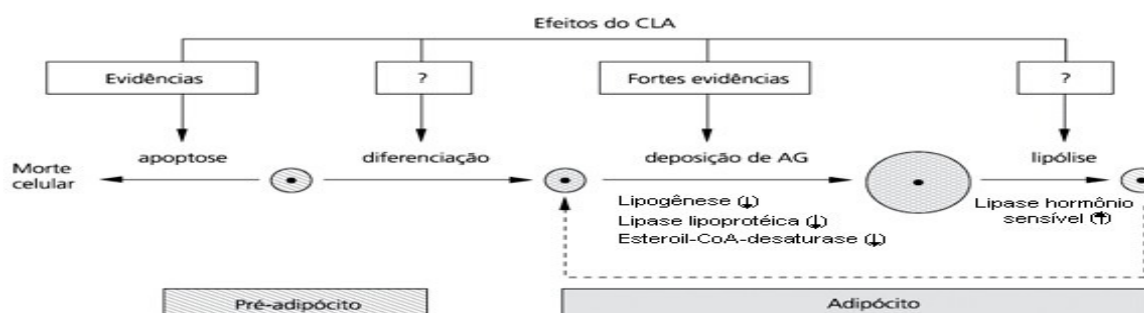 Efeitos do CLA
Evidências
?
Fortes evidências
?
Morte
celular
apoptose
diferenciação
deposição de AG
lipólise
Lipogênese (↓)
Lipase lipoprotéica (↓)
Esteroil-CoA-desaturase (↓)
Lipase hormônio
sensível (↑)
Pré-adipócito
Adipócito